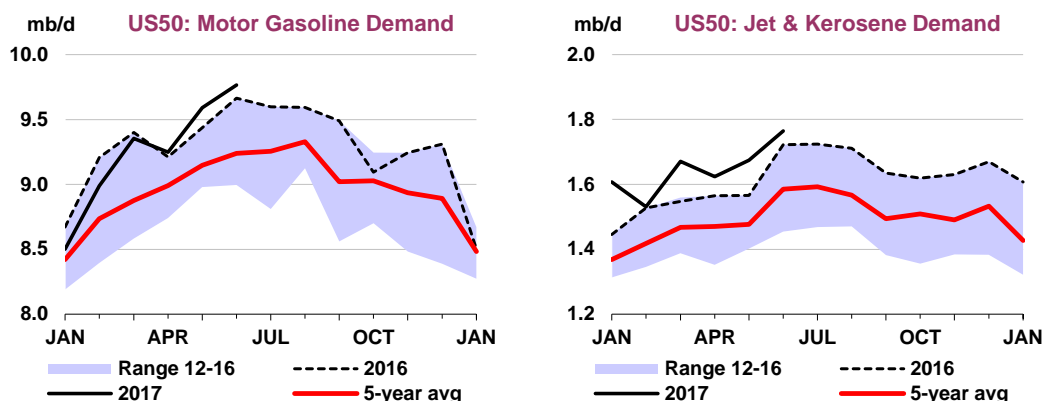 mb/d US50: Motor Gasoline Demand
10.0
9.5
9.0
8.5
8.0
JAN APR JUL OCT JAN
Range 12-16 2016
2017 5-year avg
mb/d US50: Jet & Kerosene Demand
2.0
1.8
1.6
1.4
1.2
JAN APR JUL OCT JAN
Range 12-16 2016
2017 5-year avg